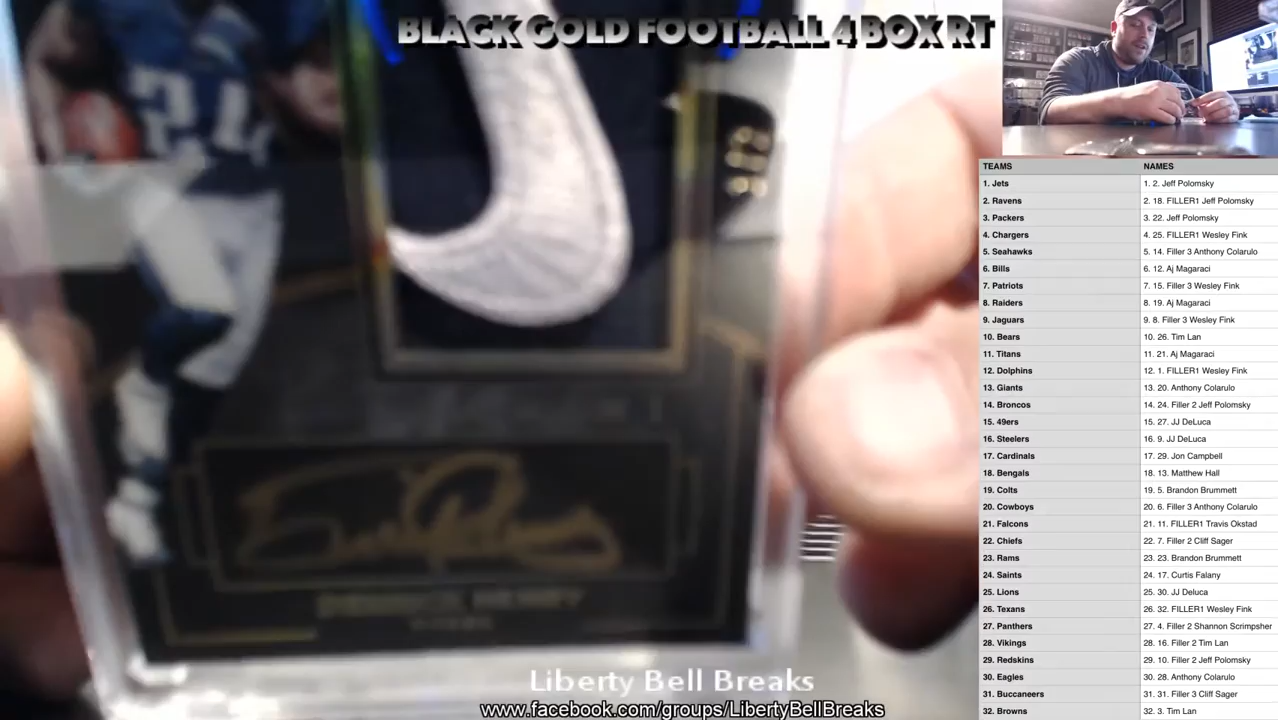 BLACK GOLD FOOTBALL 4 BOX RT
TEAMS NAMES
1. Jets 1. 2. Jeff Polomsky
2. Ravens 2. 18. FILLER1 Jeff Polomsky
3. Packers 3. 22. Jeff Polomsky
4. Chargers 4. 25. FILLER1 Wesley Fink
5. Seahawks 5. 14. Filler 3 Anthony Colarulo
6. Bills 6. 12. Aj Magaraci
7. Patriots 7. 15. Filler 3 Wesley Fink
8. Raiders 8. 19. Aj Magaraci
9. Jaguars 9. 8. Filler 3 Wesley Fink
10. Bears 10. 26. Tim Lan
11. Titans 11. 21. Aj Magaraci
12. Dolphins 12. 1. FILLER1 Wesley Fink
13. Giants 13. 20. Anthony Colarulo
14. Broncos 14. 24. Filler 2 Jeff Polomsky
15. 49ers 15. 27. JJ DeLuca
16. Steelers 16. 9. JJ DeLuca
17. Cardinals 17. 29. Jon Campbell
18. Bengals 18. 13. Matthew Hall
19. Colts 19. 5. Brandon Brummett
20. Cowboys 20. 6. Filler 3 Anthony Colarulo
21. Falcons 21. 11. FILLER1 Travis Okstad
22. Chiefs 22. 7. Filler 2 Cliff Sager
23. Rams 23. 23. Brandon Brummett
24. Saints 24. 17. Curtis Falany
25. Lions 25. 30. JJ Deluca
26. Texans 26. 32. FILLER1 Wesley Fink
27. Panthers 27. 4. Filler 2 Shannon Scrimpsher
28. Vikings 28. 16. Filler 2 Tim Lan
29. Redskins 29. 10. Filler 2 Jeff Polomsky
30. Eagles 30. 28. Anthony Colarulo
31. Buccaneers 31. 31. Filler 3 Cliff Sager
32. Browns 32. 3. Tim Lan
Liberty Bell Breaks
www.facebook.com/groups/LibertyBellBreaks